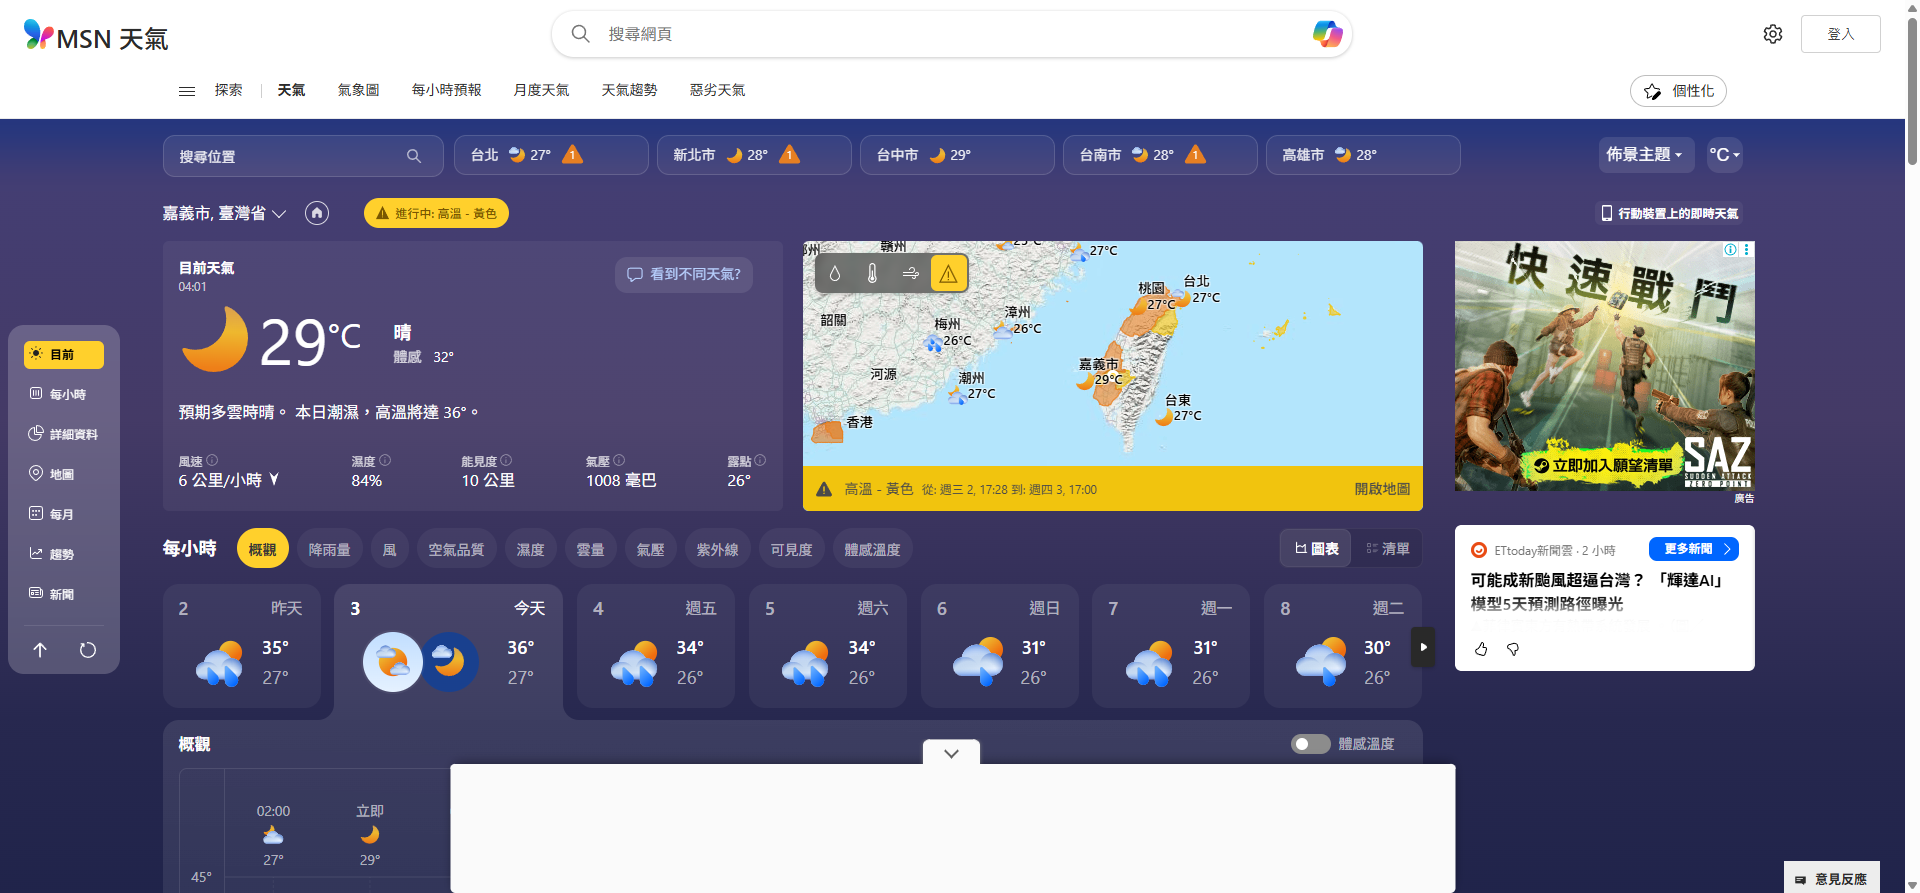 MSN 天氣
搜尋網頁
登入
探索
天氣
氣象圖
每小時預報
月度天氣
天氣趨勢
惡劣天氣
個性化
搜尋位置
台北 27° 1
新北市 28° 1
台中市 29°
台南市 28° 1
高雄市 28°
佈景主題
°C
嘉義市, 臺灣省
進行中: 高溫 - 黃色
行動裝置上的即時天氣
目前天氣
04:01
看到不同天氣?
29°C
晴
體感 32°
預期多雲時晴。 本日潮濕，高溫將達 36°。
風速
6 公里/小時
濕度
84%
能見度
10 公里
氣壓
1008 毫巴
露點
26°
贛州
27°C
韶關
梅州
26°C
漳州
26°C
桃園
27°C
台北
27°C
河源
潮州
27°C
嘉義市
29°C
台東
27°C
香港
高溫 - 黃色 從: 週三 2, 17:28 到: 週四 3, 17:00
開啟地圖
快速戰鬥
立即加入願望清單
SAZ
SUDDEN ATTACK
ZERO POINT
廣告
目前
每小時
詳細資料
地圖
每月
趨勢
新聞
每小時
概觀
降雨量
風
空氣品質
濕度
雲量
氣壓
紫外線
可見度
體感溫度
圖表
清單
2 昨天
35°
27°
3 今天
36°
27°
4 週五
34°
26°
5 週六
34°
26°
6 週日
31°
26°
7 週一
31°
26°
8 週二
30°
26°
ETtoday新聞雲 · 2 小時
更多新聞
可能成新颱風超逼台灣？ 「輝達AI」
模型5天預測路徑曝光
概觀
體感溫度
02:00
27°
立即
29°
45°
意見反應